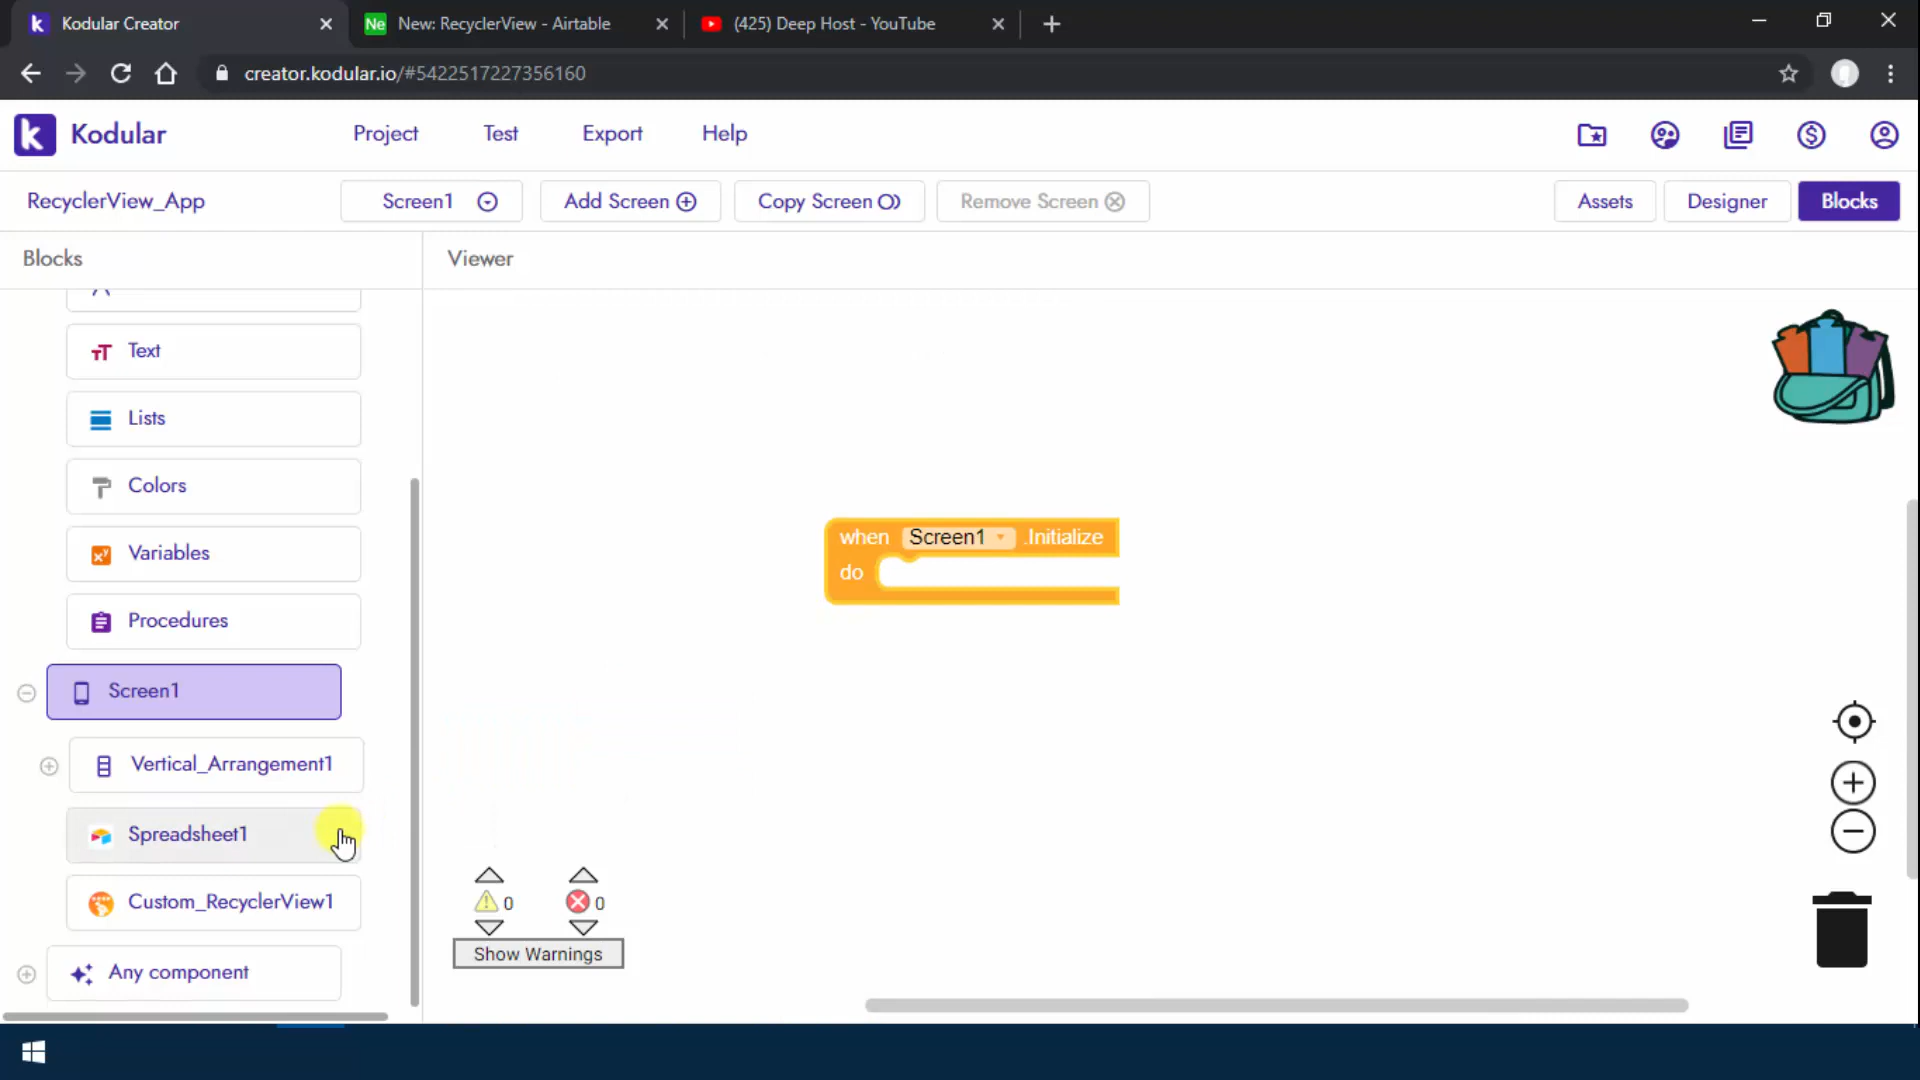 Kodular Creator
Ne New: RecyclerView - Airtable
(425) Deep Host - YouTube
creator.kodular.io/#5422517227356160
k Kodular
Project
Test
Export
Help
RecyclerView_App
Screen1
Add Screen
Copy Screen
Remove Screen
Assets
Designer
Blocks
Blocks
Viewer
Text
Lists
Colors
Variables
Procedures
Screen1
Vertical_Arrangement1
Spreadsheet1
Custom_RecyclerView1
Any component
when Screen1 .Initialize
do
0
0
Show Warnings